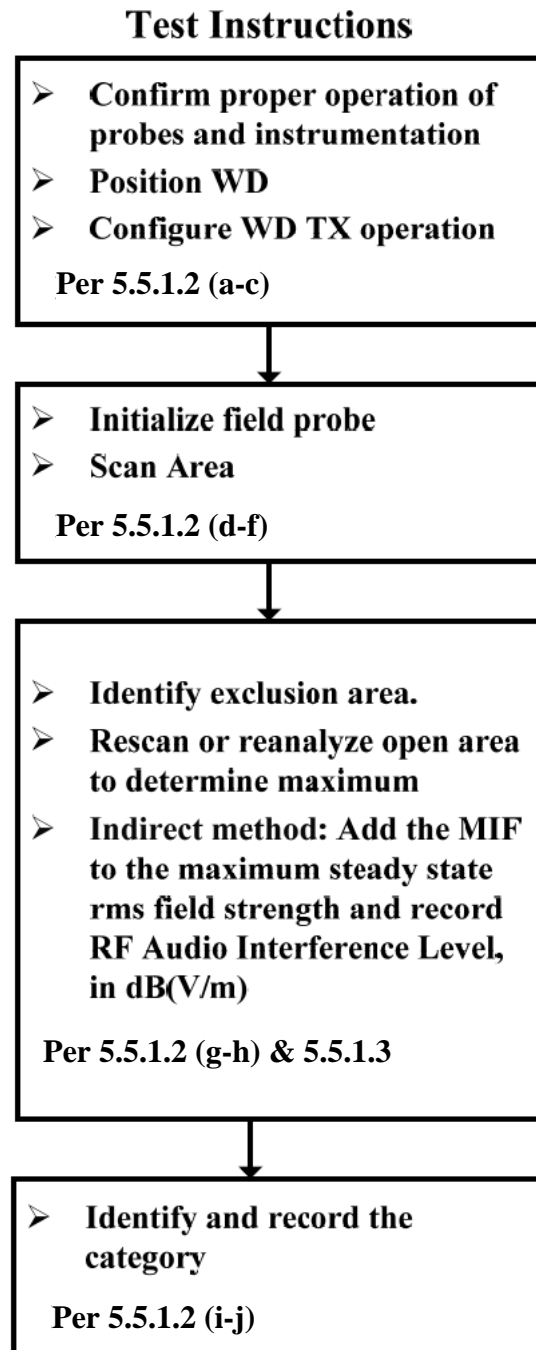 Test Instructions
➢ Confirm proper operation of
probes and instrumentation
➢ Position WD
➢ Configure WD TX operation
Per 5.5.1.2 (a-c)
➢ Initialize field probe
➢ Scan Area
Per 5.5.1.2 (d-f)
➢ Identify exclusion area.
➢ Rescan or reanalyze open area
to determine maximum
➢ Indirect method: Add the MIF
to the maximum steady state
rms field strength and record
RF Audio Interference Level,
in dB(V/m)
Per 5.5.1.2 (g-h) & 5.5.1.3
➢ Identify and record the
category
Per 5.5.1.2 (i-j)